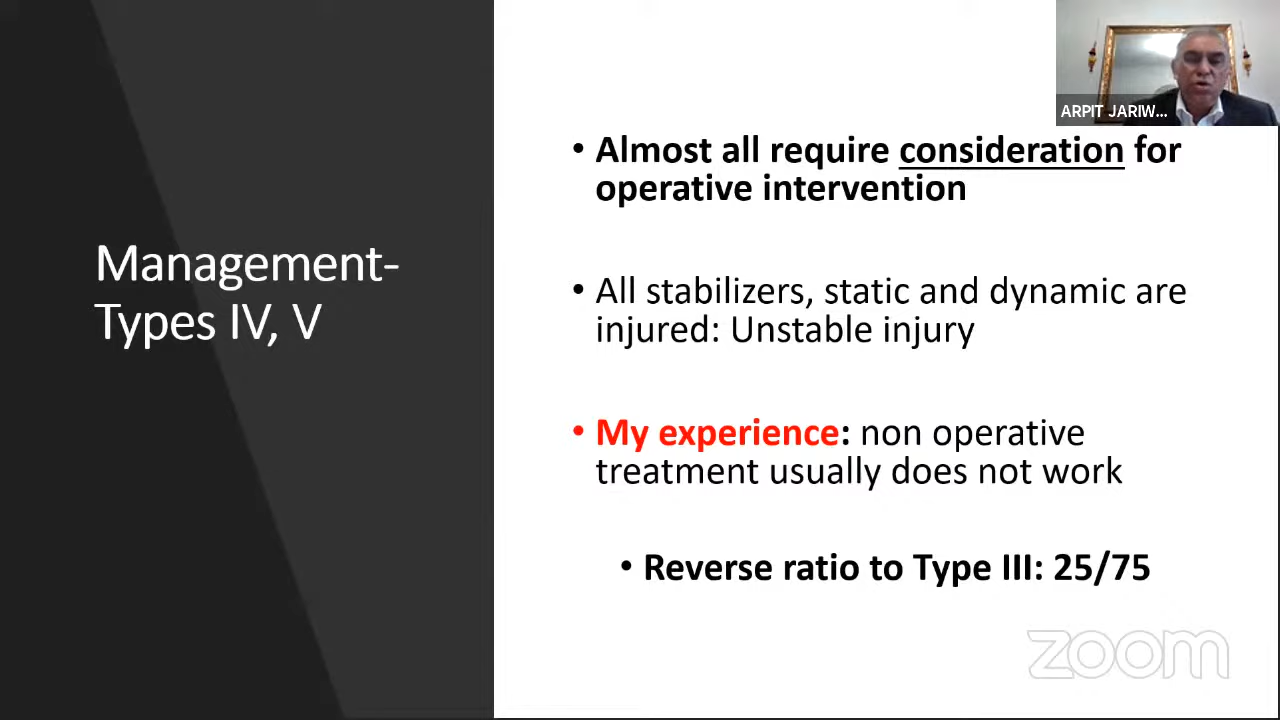 ARPIT JARIW...
Management-
Types IV, V
• Almost all require consideration for
operative intervention
• All stabilizers, static and dynamic are
injured: Unstable injury
• My experience: non operative
treatment usually does not work
• Reverse ratio to Type III: 25/75
zoom